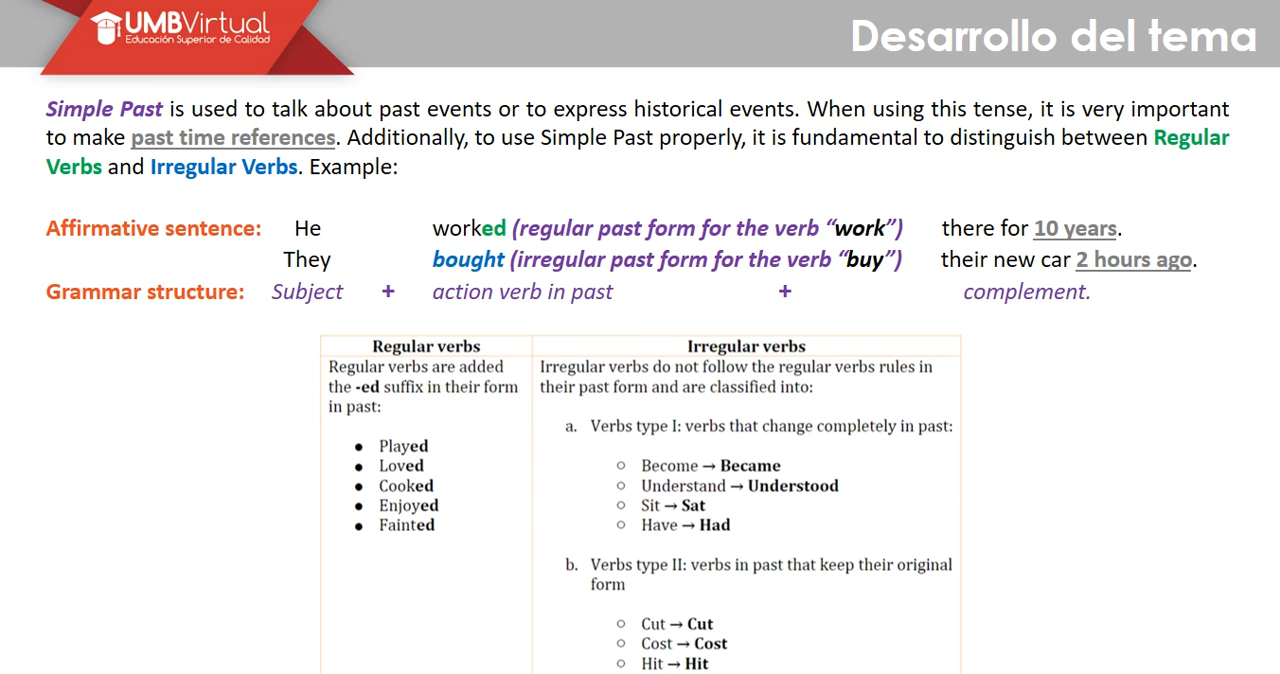 UMBVirtual
Educación Superior de Calidad
Desarrollo del tema
Simple Past is used to talk about past events or to express historical events. When using this tense, it is very important
to make past time references. Additionally, to use Simple Past properly, it is fundamental to distinguish between Regular
Verbs and Irregular Verbs. Example:
Affirmative sentence: He worked (regular past form for the verb “work”) there for 10 years.
They bought (irregular past form for the verb “buy”) their new car 2 hours ago.
Grammar structure: Subject + action verb in past + complement.
Regular verbs
Regular verbs are added
the -ed suffix in their form
in past:
● Played
● Loved
● Cooked
● Enjoyed
● Fainted
Irregular verbs
Irregular verbs do not follow the regular verbs rules in
their past form and are classified into:
a. Verbs type I: verbs that change completely in past:
○ Become → Became
○ Understand → Understood
○ Sit → Sat
○ Have → Had
b. Verbs type II: verbs in past that keep their original
form
○ Cut → Cut
○ Cost → Cost
○ Hit → Hit